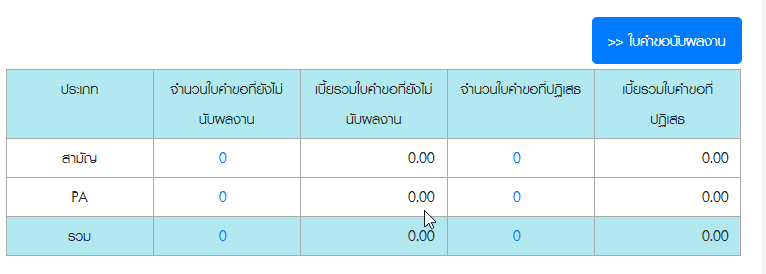 >> ใบคำขอนับผลงาน
ประเภท จำนวนใบคำขอที่ยังไม่ เบี้ยรวมใบคำขอที่ยังไม่ จำนวนใบคำขอที่ปฏิเสธ เบี้ยรวมใบคำขอที่
นับผลงาน นับผลงาน ปฏิเสธ
สามัญ 0 0.00 0 0.00
PA 0 0.00 0 0.00
รวม 0 0.00 0 0.00